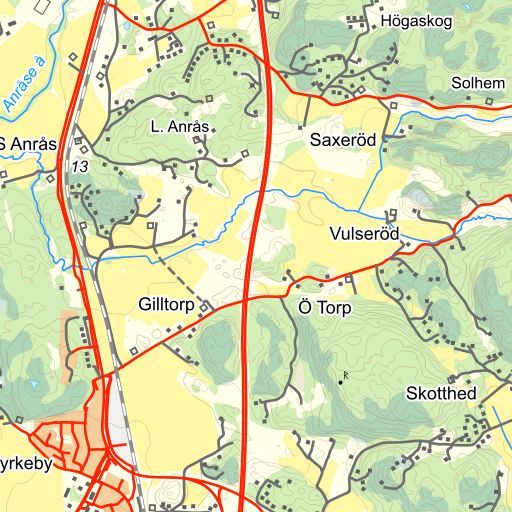 Högaskog
Anråse å
Solhem
L. Anrås
S Anrås
Saxeröd
13
Vulseröd
Gilltorp
Ö Torp
R
Skotthed
yrkeby